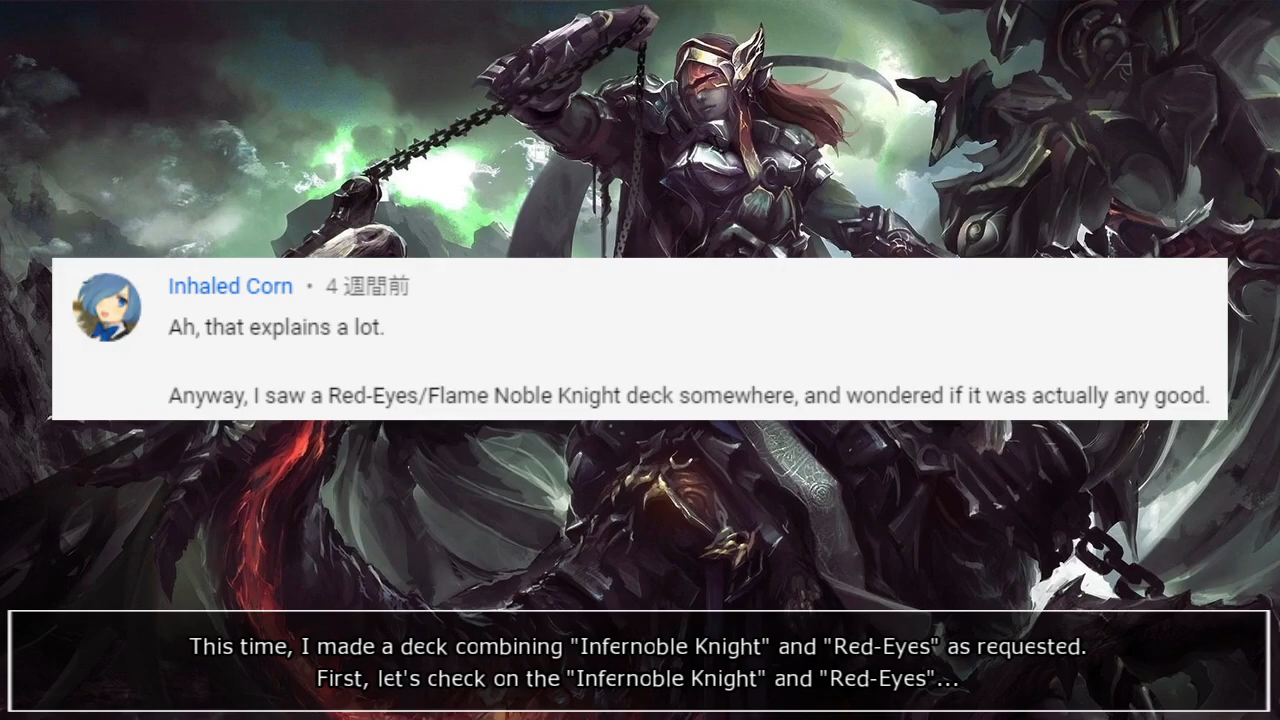 Inhaled Corn • 4 週間前
Ah, that explains a lot.
Anyway, I saw a Red-Eyes/Flame Noble Knight deck somewhere, and wondered if it was actually any good.
This time, I made a deck combining "Infernoble Knight" and "Red-Eyes" as requested.
First, let's check on the "Infernoble Knight" and "Red-Eyes"...